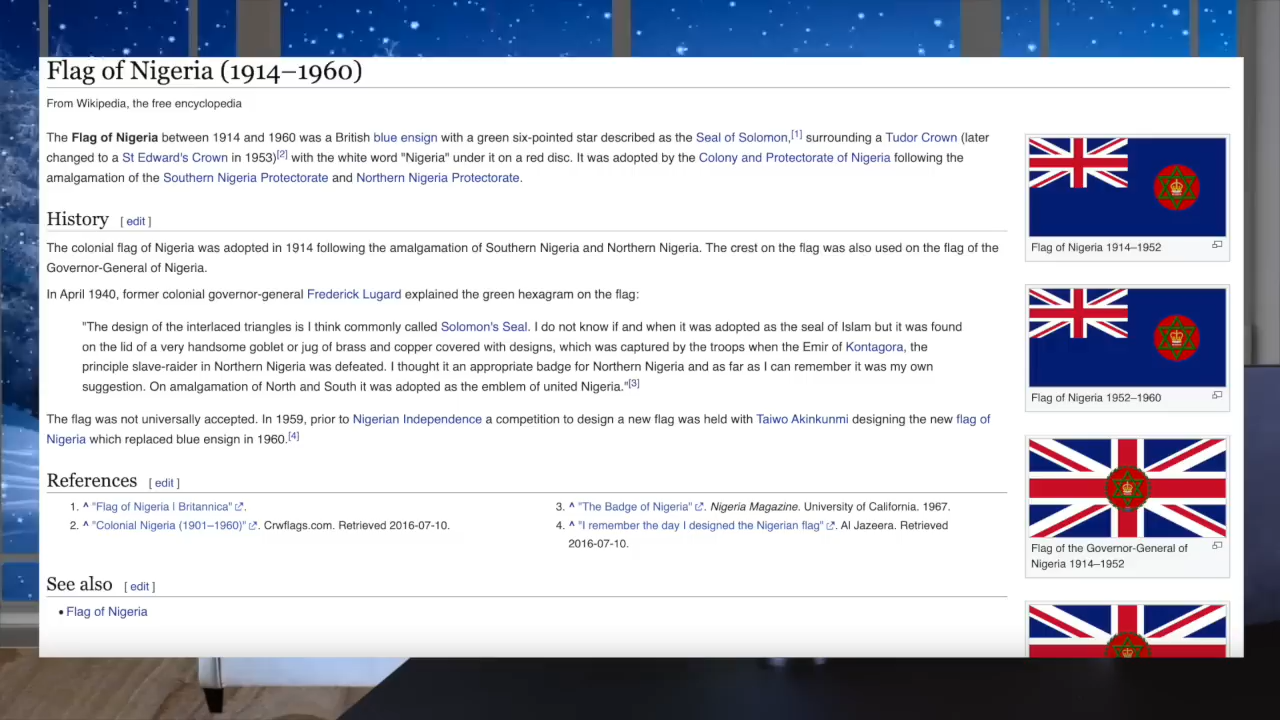 Flag of Nigeria (1914–1960)
From Wikipedia, the free encyclopedia
The Flag of Nigeria between 1914 and 1960 was a British blue ensign with a green six-pointed star described as the Seal of Solomon,[1] surrounding a Tudor Crown (later
changed to a St Edward's Crown in 1953)[2] with the white word "Nigeria" under it on a red disc. It was adopted by the Colony and Protectorate of Nigeria following the
amalgamation of the Southern Nigeria Protectorate and Northern Nigeria Protectorate.
History [ edit ]
The colonial flag of Nigeria was adopted in 1914 following the amalgamation of Southern Nigeria and Northern Nigeria. The crest on the flag was also used on the flag of the
Governor-General of Nigeria.
In April 1940, former colonial governor-general Frederick Lugard explained the green hexagram on the flag:
"The design of the interlaced triangles is I think commonly called Solomon's Seal. I do not know if and when it was adopted as the seal of Islam but it was found
on the lid of a very handsome goblet or jug of brass and copper covered with designs, which was captured by the troops when the Emir of Kontagora, the
principle slave-raider in Northern Nigeria was defeated. I thought it an appropriate badge for Northern Nigeria and as far as I can remember it was my own
suggestion. On amalgamation of North and South it was adopted as the emblem of united Nigeria."[3]
The flag was not universally accepted. In 1959, prior to Nigerian Independence a competition to design a new flag was held with Taiwo Akinkunmi designing the new flag of
Nigeria which replaced blue ensign in 1960.[4]
References [ edit ]
1. ^ "Flag of Nigeria | Britannica".
2. ^ "Colonial Nigeria (1901–1960)". Crwflags.com. Retrieved 2016-07-10.
3. ^ "The Badge of Nigeria". Nigeria Magazine. University of California. 1967.
4. ^ "I remember the day I designed the Nigerian flag". Al Jazeera. Retrieved
2016-07-10.
See also [ edit ]
• Flag of Nigeria
Flag of Nigeria 1914–1952
Flag of Nigeria 1952–1960
Flag of the Governor-General of
Nigeria 1914–1952